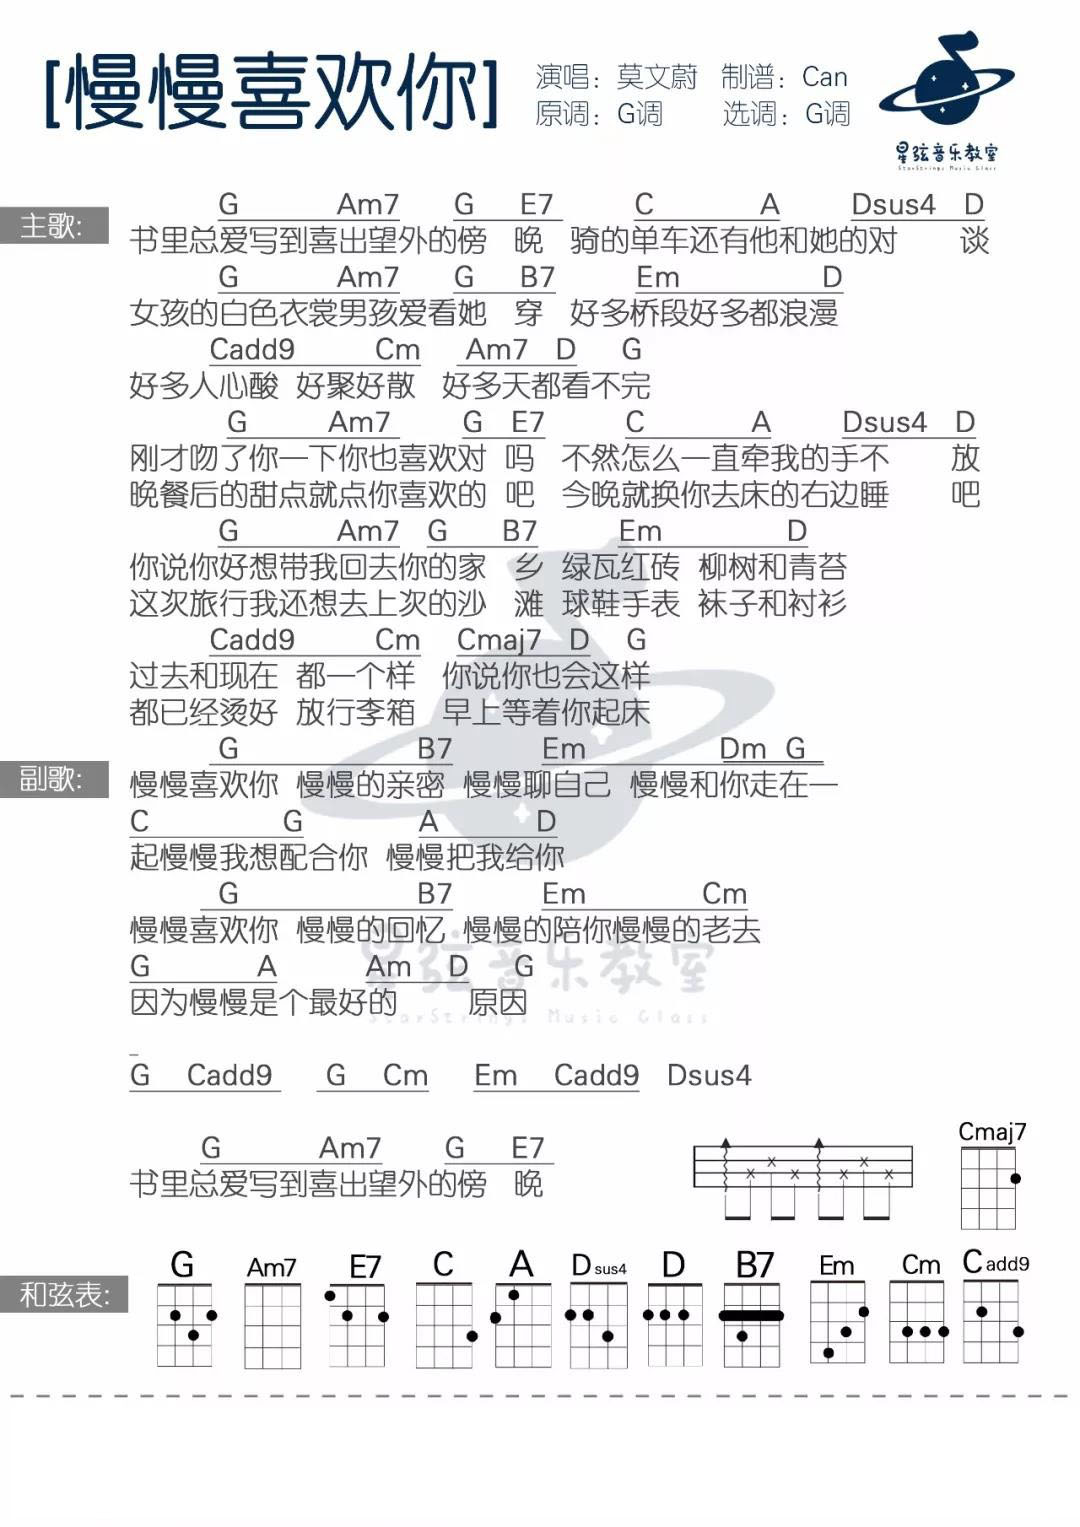 [慢慢喜欢你]
演唱：莫文蔚 制谱：Can
原调：G调 选调：G调
星弦音乐教室
StarStrings Music Glass
G Am7 G E7 C A Dsus4 D
主歌: 书里总爱写到喜出望外的傍 晚 骑的单车还有他和她的对 谈
G Am7 G B7 Em D
女孩的白色衣裳男孩爱看她 穿 好多桥段好多都浪漫
Cadd9 Cm Am7 D G
好多人心酸 好聚好散 好多天都看不完
G Am7 G E7 C A Dsus4 D
刚才吻了你一下你也喜欢对 吗 不然怎么一直牵我的手不 放
晚餐后的甜点就点你喜欢的 吧 今晚就换你去床的右边睡 吧
G Am7 G B7 Em D
你说你好想带我回去你的家 乡 绿瓦红砖 柳树和青苔
这次旅行我还想去上次的沙 滩 球鞋手表 袜子和衬衫
Cadd9 Cm Cmaj7 D G
过去和现在 都一个样 你说你也会这样
都已经烫好 放行李箱 早上等着你起床
G B7 Em Dm G
副歌: 慢慢喜欢你 慢慢的亲密 慢慢聊自己 慢慢和你走在一
C G A D
起慢慢我想配合你 慢慢把我给你
G B7 Em Cm
慢慢喜欢你 慢慢的回忆 慢慢的陪你慢慢的老去
星弦音乐教室
G A Am D G
因为慢慢是个最好的 原因
StarStrings Music Glass
G Cadd9 G Cm Em Cadd9 Dsus4
G Am7 G E7
书里总爱写到喜出望外的傍 晚
Cmaj7
G Am7 E7 C A Dsus4 D B7 Em Cm Cadd9
和弦表: